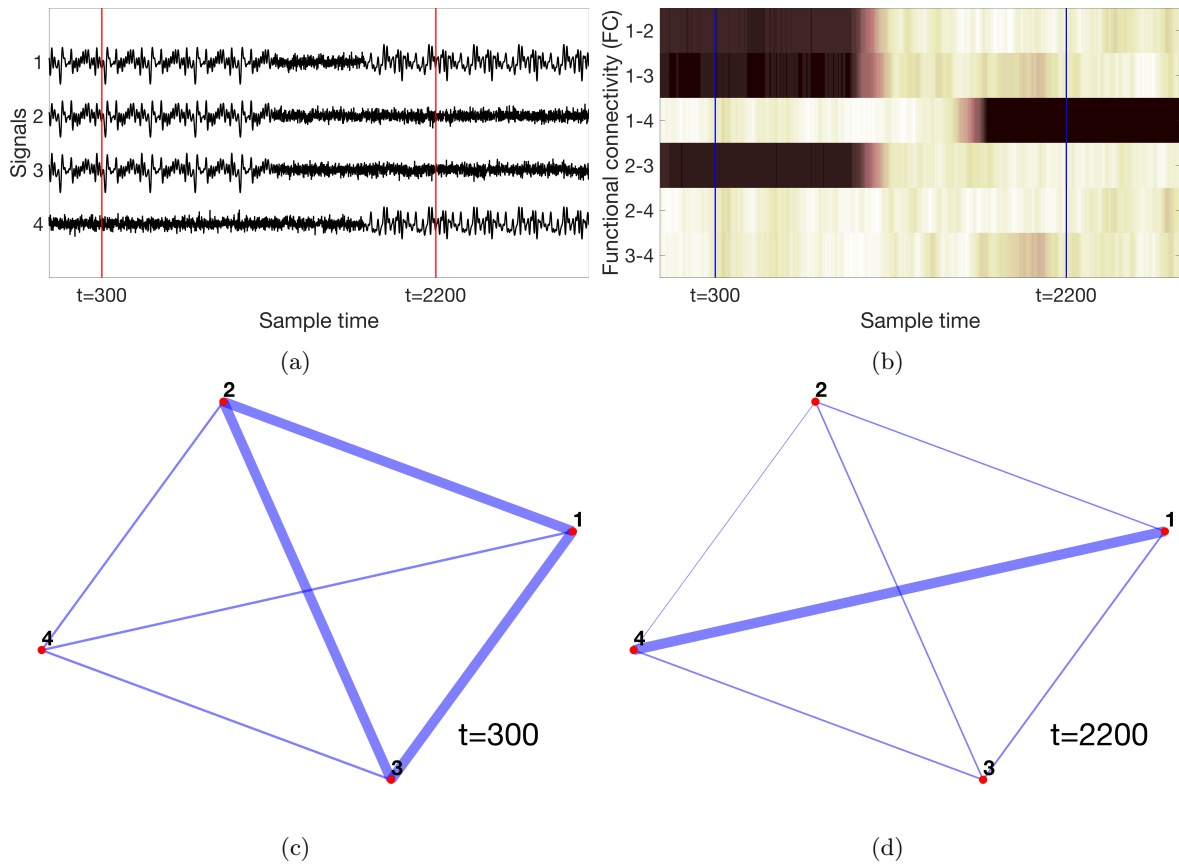 Signals
1
2
3
4
t=300
t=2200
Sample time
(a)
Functional connectivity (FC)
1-2
1-3
1-4
2-3
2-4
3-4
t=300
t=2200
Sample time
(b)
2
1
4
3
t=300
(c)
2
1
4
3
t=2200
(d)